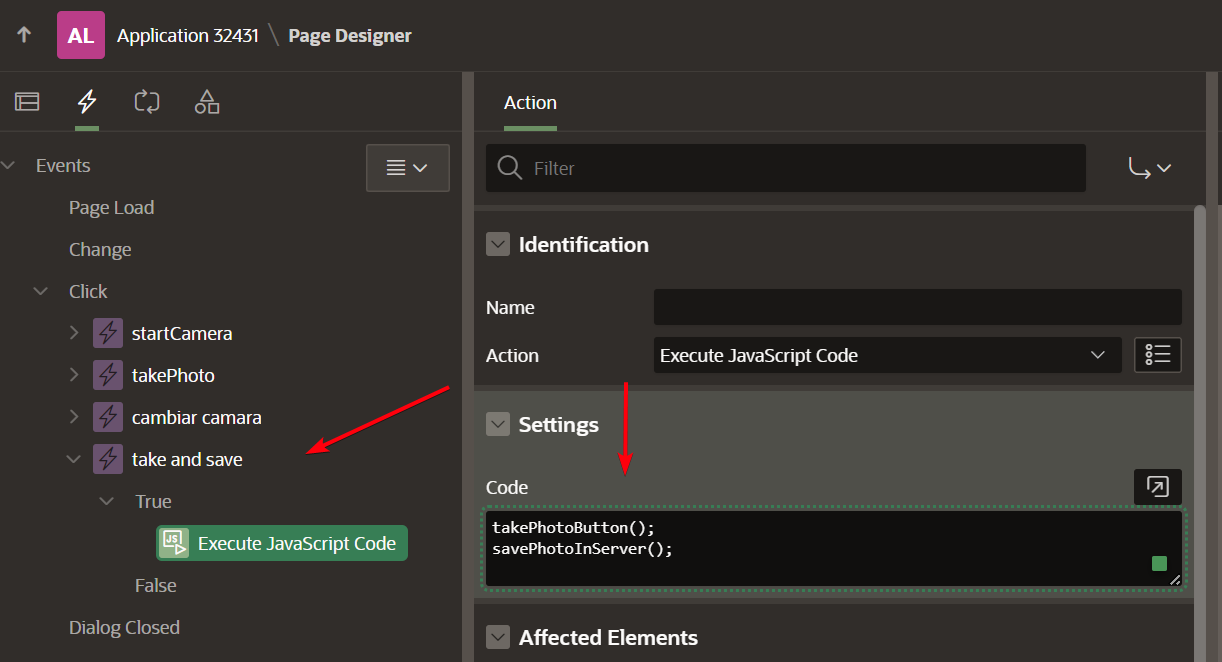 AL Application 32431 \ Page Designer
Events
Page Load
Change
Click
startCamera
takePhoto
cambiar camara
take and save
True
JS Execute JavaScript Code
False
Dialog Closed
Action
Filter
Identification
Name
Action Execute JavaScript Code
Settings
Code
takePhotoButton();
savePhotoInServer();
Affected Elements